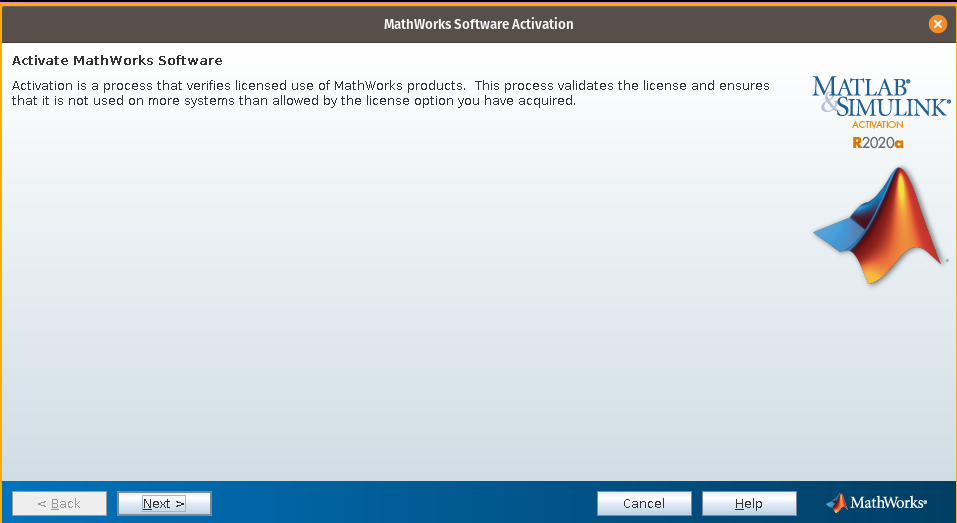 MathWorks Software Activation
Activate MathWorks Software
Activation is a process that verifies licensed use of MathWorks products.  This process validates the license and ensures
that it is not used on more systems than allowed by the license option you have acquired.
MATLAB®
&SIMULINK®
ACTIVATION
R2020a
< Back
Next >
Cancel
Help
MathWorks®